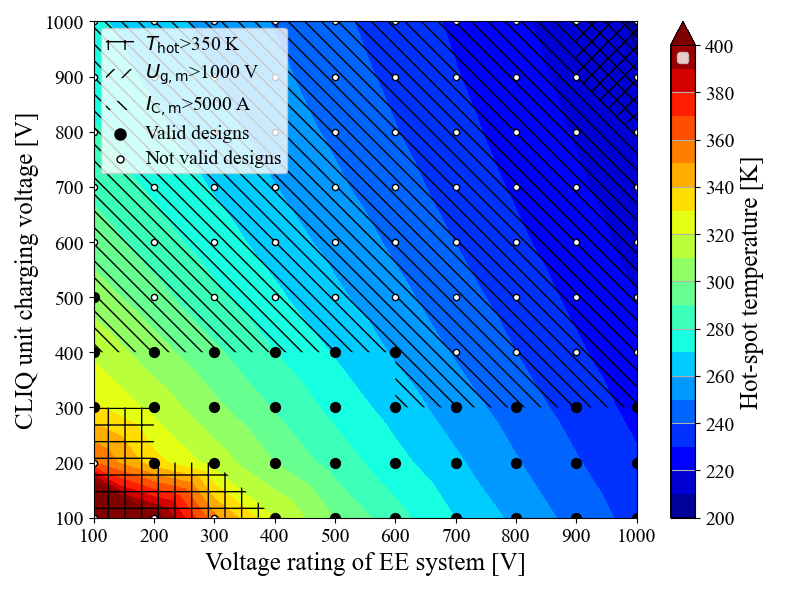 1000
900
800
700
600
500
400
300
200
100
CLIQ unit charging voltage [V]
T_hot>350 K
U_g,m>1000 V
I_C,m>5000 A
Valid designs
Not valid designs
100 200 300 400 500 600 700 800 900 1000
Voltage rating of EE system [V]
400
380
360
340
320
300
280
260
240
220
200
Hot-spot temperature [K]